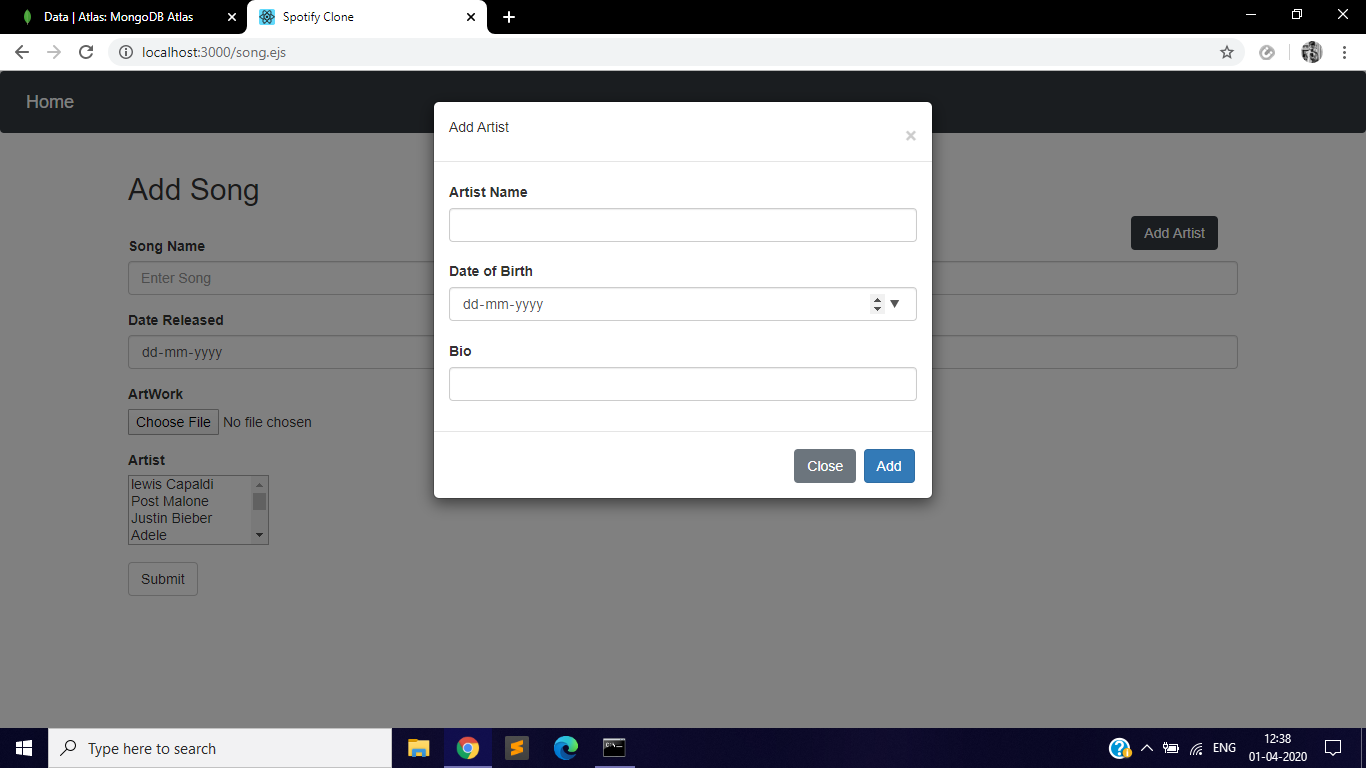 Data | Atlas: MongoDB Atlas
Spotify Clone
localhost:3000/song.ejs
Home
Add Song
Add Artist
Song Name
Enter Song
Date Released
dd-mm-yyyy
ArtWork
Choose File No file chosen
Artist
lewis Capaldi
Post Malone
Justin Bieber
Adele
Submit
Add Artist
×
Artist Name
Date of Birth
dd-mm-yyyy
Bio
Close Add
Type here to search
ENG
12:38
01-04-2020